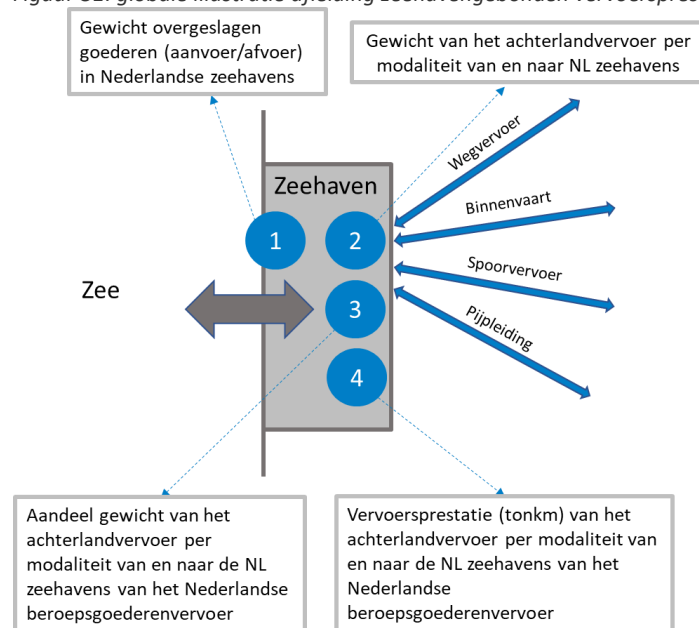 Gewicht overgeslagen
goederen (aanvoer/afvoer)
in Nederlandse zeehavens
Gewicht van het achterlandvervoer per
modaliteit van en naar NL zeehavens
Wegvervoer
Zeehaven
Binnenvaart
1
2
Spoorvervoer
Zee
3
Pijpleiding
4
Aandeel gewicht van het
achterlandvervoer per
modaliteit van en naar de NL
zeehavens van het Nederlandse
beroepsgoederenvervoer
Vervoersprestatie (tonkm) van het
achterlandvervoer per modaliteit van
en naar de NL zeehavens van het
Nederlandse
beroepsgoederenvervoer